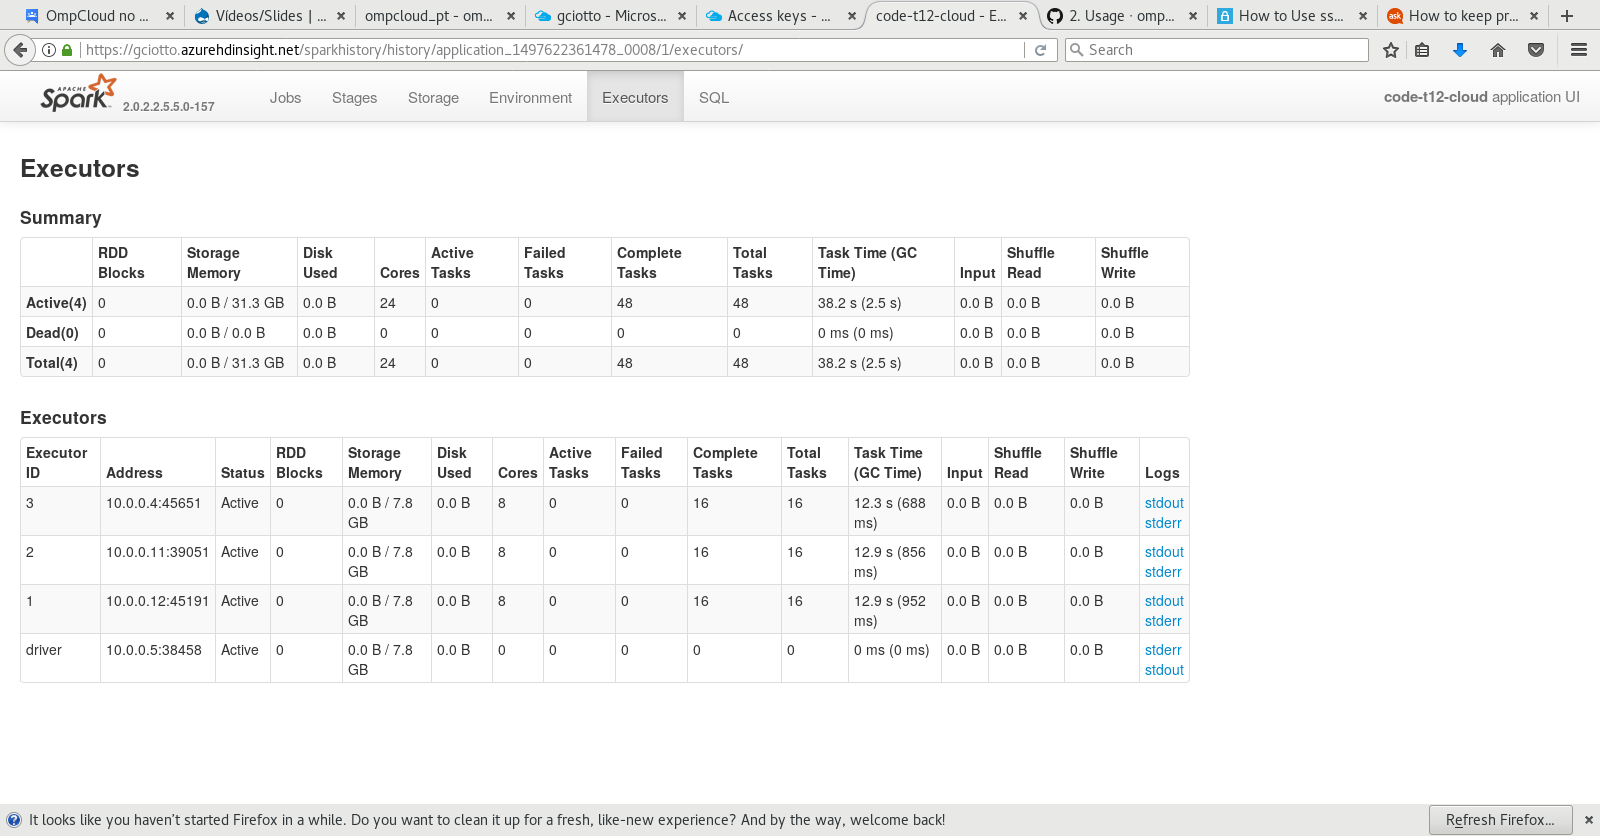 OmpCloud no ...
Vídeos/Slides | ...
ompcloud_pt - om...
gciotto - Micros...
Access keys - ...
code-t12-cloud - E...
2. Usage · omp...
How to Use ss...
ask How to keep pr...
https://gciotto.azurehdinsight.net/sparkhistory/history/application_1497622361478_0008/1/executors/
Search
APACHE Spark 2.0.2.2.5.5.0-157
Jobs Stages Storage Environment Executors SQL
code-t12-cloud application UI
Executors
Summary
RDD Blocks Storage Memory Disk Used Cores Active Tasks Failed Tasks Complete Tasks Total Tasks Task Time (GC Time) Input Shuffle Read Shuffle Write
Active(4) 0 0.0 B / 31.3 GB 0.0 B 24 0 0 48 48 38.2 s (2.5 s) 0.0 B 0.0 B 0.0 B
Dead(0) 0 0.0 B / 0.0 B 0.0 B 0 0 0 0 0 0 ms (0 ms) 0.0 B 0.0 B 0.0 B
Total(4) 0 0.0 B / 31.3 GB 0.0 B 24 0 0 48 48 38.2 s (2.5 s) 0.0 B 0.0 B 0.0 B
Executors
Executor ID Address Status RDD Blocks Storage Memory Disk Used Cores Active Tasks Failed Tasks Complete Tasks Total Tasks Task Time (GC Time) Input Shuffle Read Shuffle Write Logs
3 10.0.0.4:45651 Active 0 0.0 B / 7.8 GB 0.0 B 8 0 0 16 16 12.3 s (688 ms) 0.0 B 0.0 B 0.0 B stdout stderr
2 10.0.0.11:39051 Active 0 0.0 B / 7.8 GB 0.0 B 8 0 0 16 16 12.9 s (856 ms) 0.0 B 0.0 B 0.0 B stdout stderr
1 10.0.0.12:45191 Active 0 0.0 B / 7.8 GB 0.0 B 8 0 0 16 16 12.9 s (952 ms) 0.0 B 0.0 B 0.0 B stdout stderr
driver 10.0.0.5:38458 Active 0 0.0 B / 7.8 GB 0.0 B 0 0 0 0 0 0 ms (0 ms) 0.0 B 0.0 B 0.0 B stderr stdout
It looks like you haven't started Firefox in a while. Do you want to clean it up for a fresh, like-new experience? And by the way, welcome back!
Refresh Firefox...